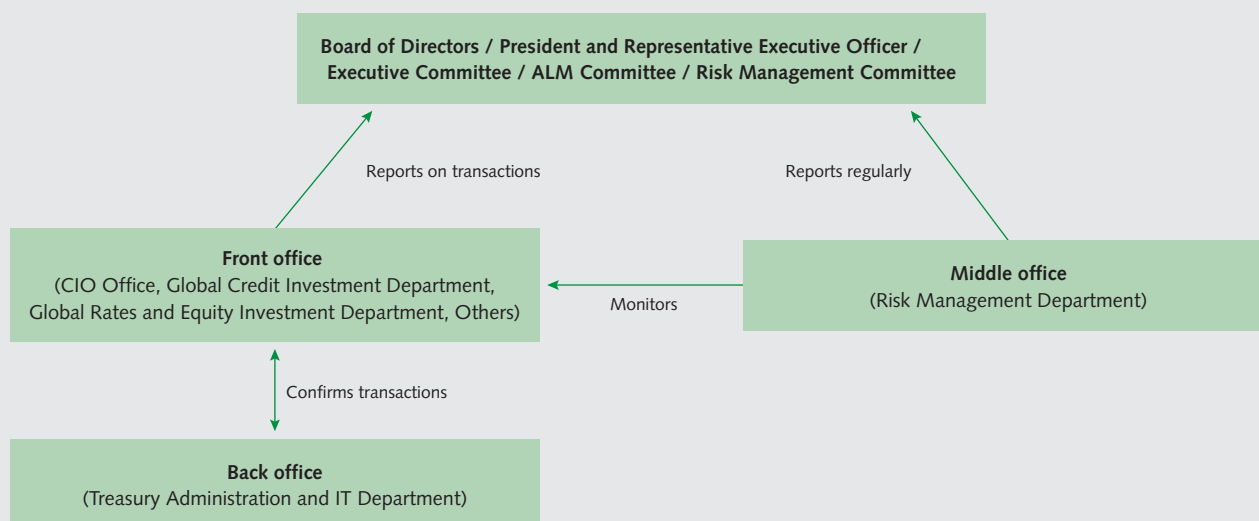 Board of Directors / President and Representative Executive Officer /
Executive Committee / ALM Committee / Risk Management Committee
Reports on transactions
Reports regularly
Front office
(CIO Office, Global Credit Investment Department,
Global Rates and Equity Investment Department, Others)
Monitors
Middle office
(Risk Management Department)
Confirms transactions
Back office
(Treasury Administration and IT Department)